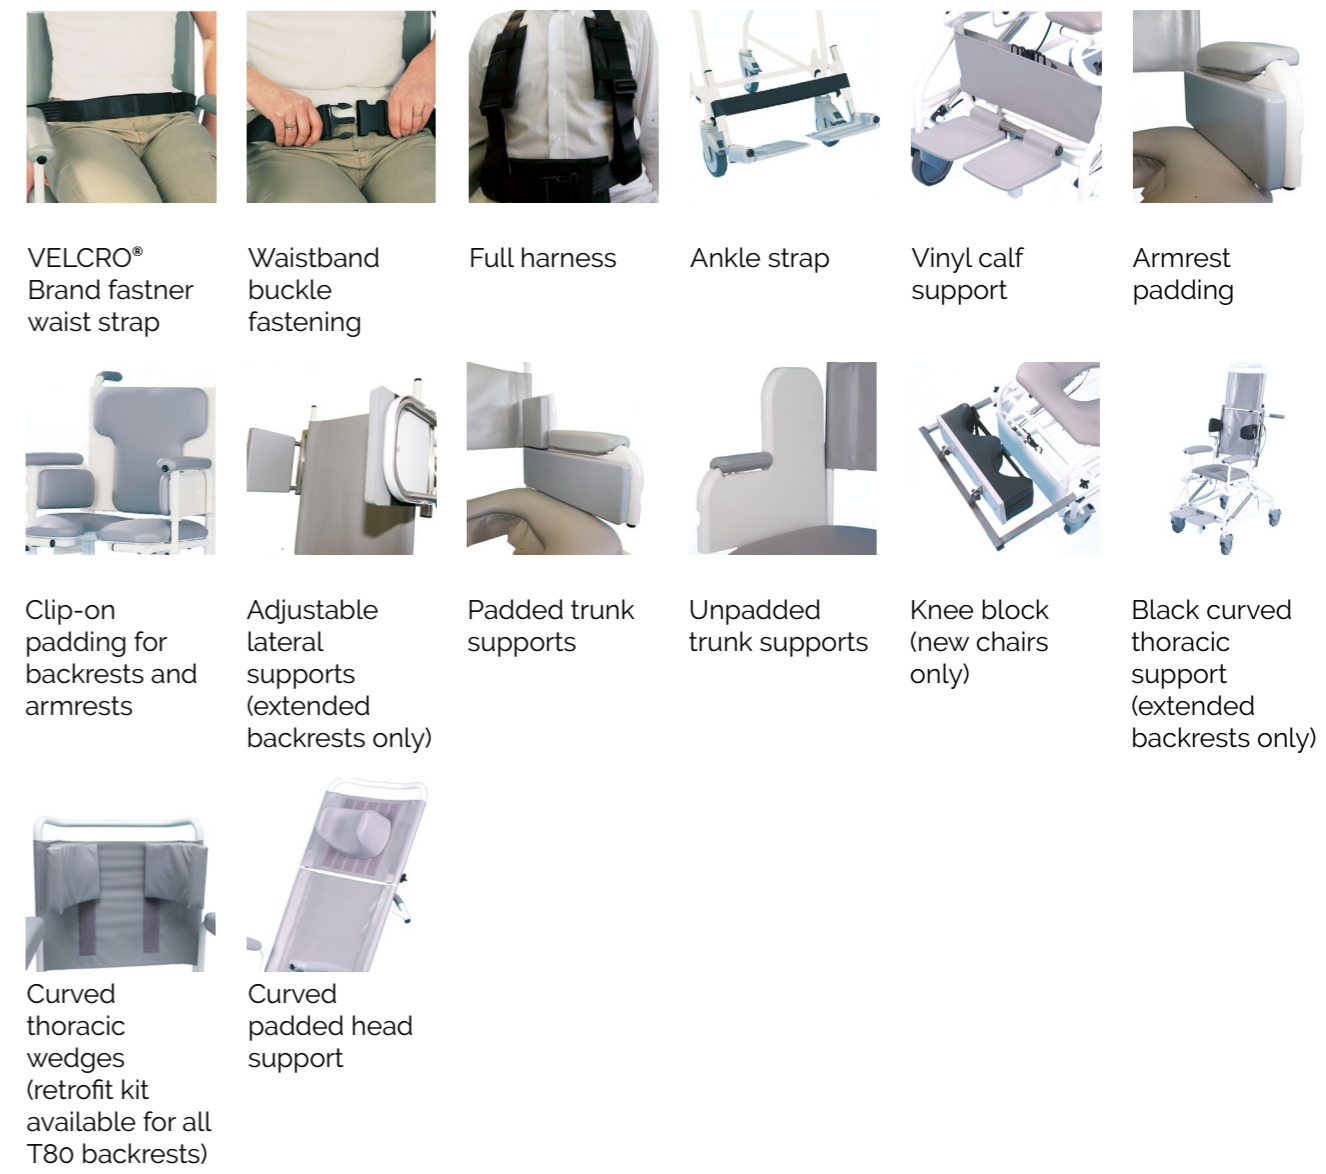 VELCRO®
Brand fastner
waist strap
Waistband
buckle
fastening
Full harness
Ankle strap
Vinyl calf
support
Armrest
padding
Clip-on
padding for
backrests and
armrests
Adjustable
lateral
supports
(extended
backrests only)
Padded trunk
supports
Unpadded
trunk supports
Knee block
(new chairs
only)
Black curved
thoracic
support
(extended
backrests only)
Curved
thoracic
wedges
(retrofit kit
available for all
T80 backrests)
Curved
padded head
support